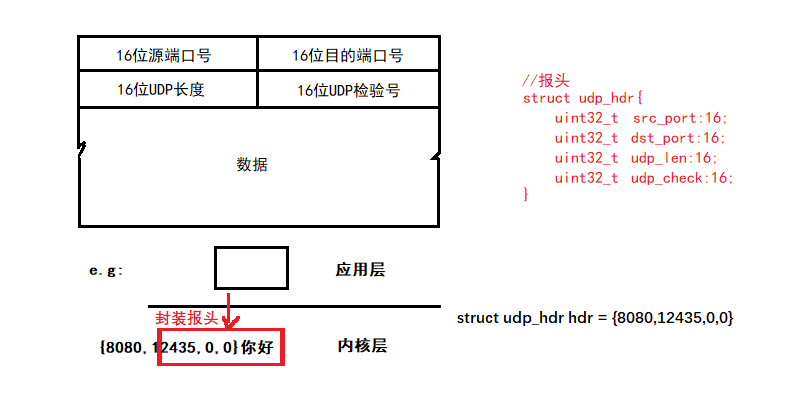 16位源端口号 16位目的端口号
16位UDP长度 16位UDP检验号
数据
//报头
struct udp_hdr{
uint32_t src_port:16;
uint32_t dst_port:16;
uint32_t udp_len:16;
uint32_t udp_check:16;
}
e.g: 应用层
封装报头
struct udp_hdr hdr = {8080,12435,0,0}
{8080,12435,0,0}你好 内核层